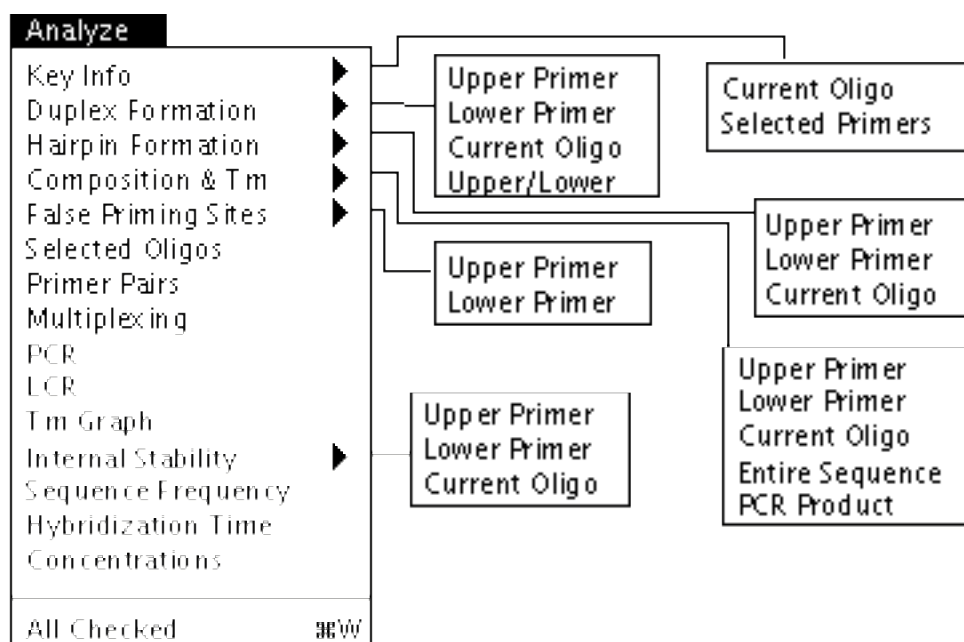 Analyze
Key Info
Duplex Formation
Hairpin Formation
Composition & Tm
False Priming Sites
Selected Oligos
Primer Pairs
Multiplexing
PCR
LCR
Tm Graph
Internal Stability
Sequence Frequency
Hybridization Time
Concentrations
All Checked ⌘W
Upper Primer
Lower Primer
Current Oligo
Upper/Lower
Current Oligo
Selected Primers
Upper Primer
Lower Primer
Current Oligo
Upper Primer
Lower Primer
Upper Primer
Lower Primer
Current Oligo
Entire Sequence
PCR Product
Upper Primer
Lower Primer
Current Oligo